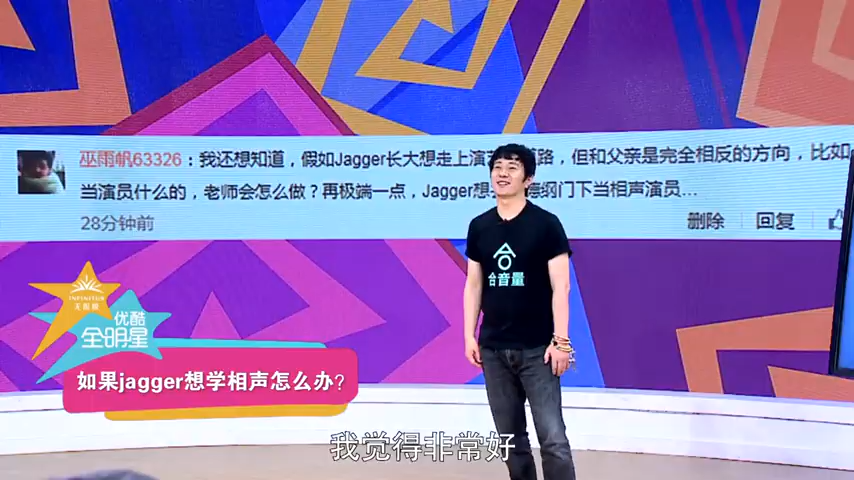 巫雨帆63326：我还想知道，假如Jagger长大想走上演 路，但和父亲是完全相反的方向，比如
当演员什么的，老师会怎么做？再极端一点，Jagger想 德纲门下当相声演员...
28分钟前
删除 回复
合
合音量
INFINITUS
无限极
优酷
全明星
如果jagger想学相声怎么办？
我觉得非常好